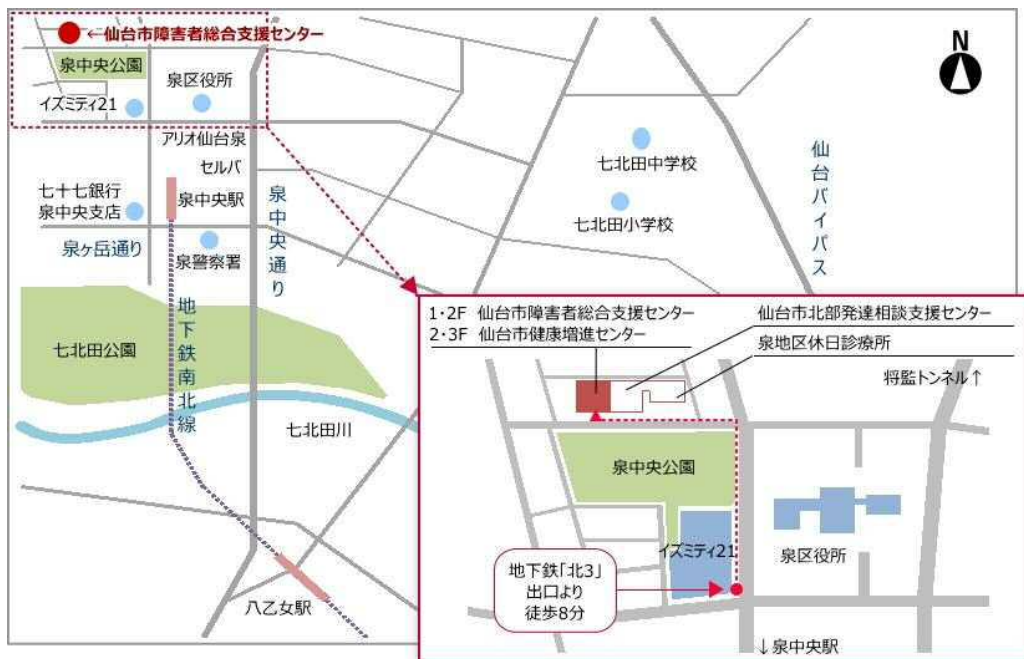 ←仙台市障害者総合支援センター
泉中央公園
泉区役所
イズミティ21
アリオ仙台泉
セルバ
七十七銀行
泉中央支店
泉中央駅
泉ヶ岳通り
泉警察署
泉中央通り
七北田中学校
七北田小学校
仙台バイパス
N
七北田公園
地下鉄南北線
七北田川
八乙女駅
1・2F 仙台市障害者総合支援センター
2・3F 仙台市健康増進センター
仙台市北部発達相談支援センター
泉地区休日診療所
将監トンネル↑
泉中央公園
イズミティ21
泉区役所
地下鉄「北3」
出口より
徒歩8分
↓泉中央駅